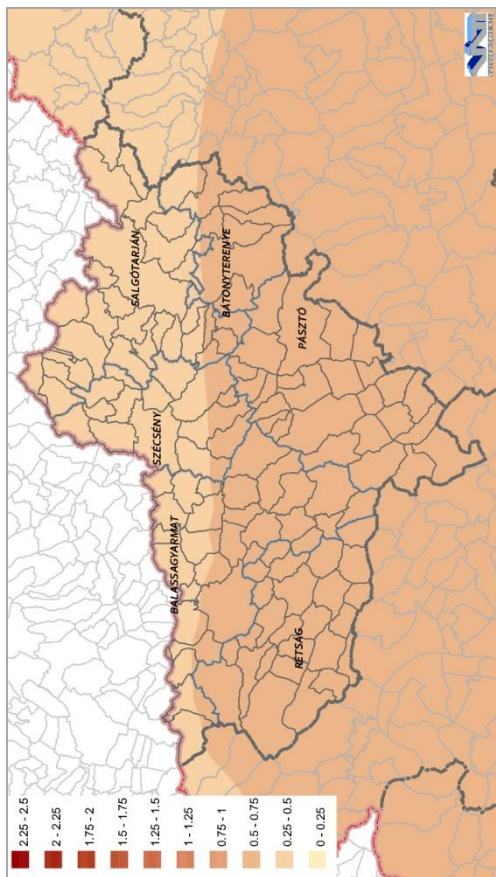 SALGÓTARJÁN
BÁTONYTERENYE
SZÉCSÉNY
PÁSZTÓ
BALASSAGYARMAT
RÉTSÁG
2.25 - 2.5
2 - 2.25
1.75 - 2
1.5 - 1.75
1.25 - 1.5
1 - 1.25
0.75 - 1
0.5 - 0.75
0.25 - 0.5
0 - 0.25